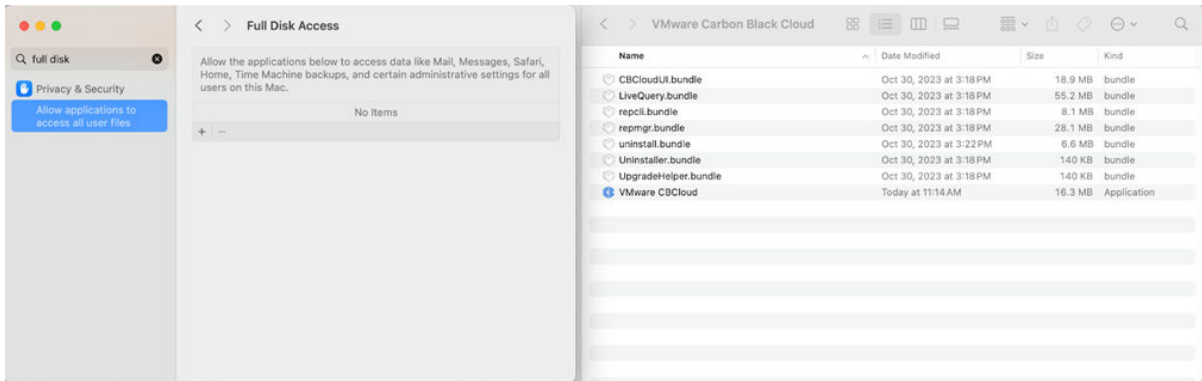 full disk
Privacy & Security
Allow applications to
access all user files
Full Disk Access
Allow the applications below to access data like Mail, Messages, Safari,
Home, Time Machine backups, and certain administrative settings for all
users on this Mac.
No Items
+ −
VMware Carbon Black Cloud
Name Date Modified Size Kind
CBCloudUI.bundle Oct 30, 2023 at 3:18 PM 18.9 MB bundle
LiveQuery.bundle Oct 30, 2023 at 3:18 PM 55.2 MB bundle
repcli.bundle Oct 30, 2023 at 3:18 PM 8.1 MB bundle
repmgr.bundle Oct 30, 2023 at 3:18 PM 28.1 MB bundle
uninstall.bundle Oct 30, 2023 at 3:22 PM 6.6 MB bundle
Uninstaller.bundle Oct 30, 2023 at 3:18 PM 140 KB bundle
UpgradeHelper.bundle Oct 30, 2023 at 3:18 PM 140 KB bundle
VMware CBCloud Today at 11:14 AM 16.3 MB Application